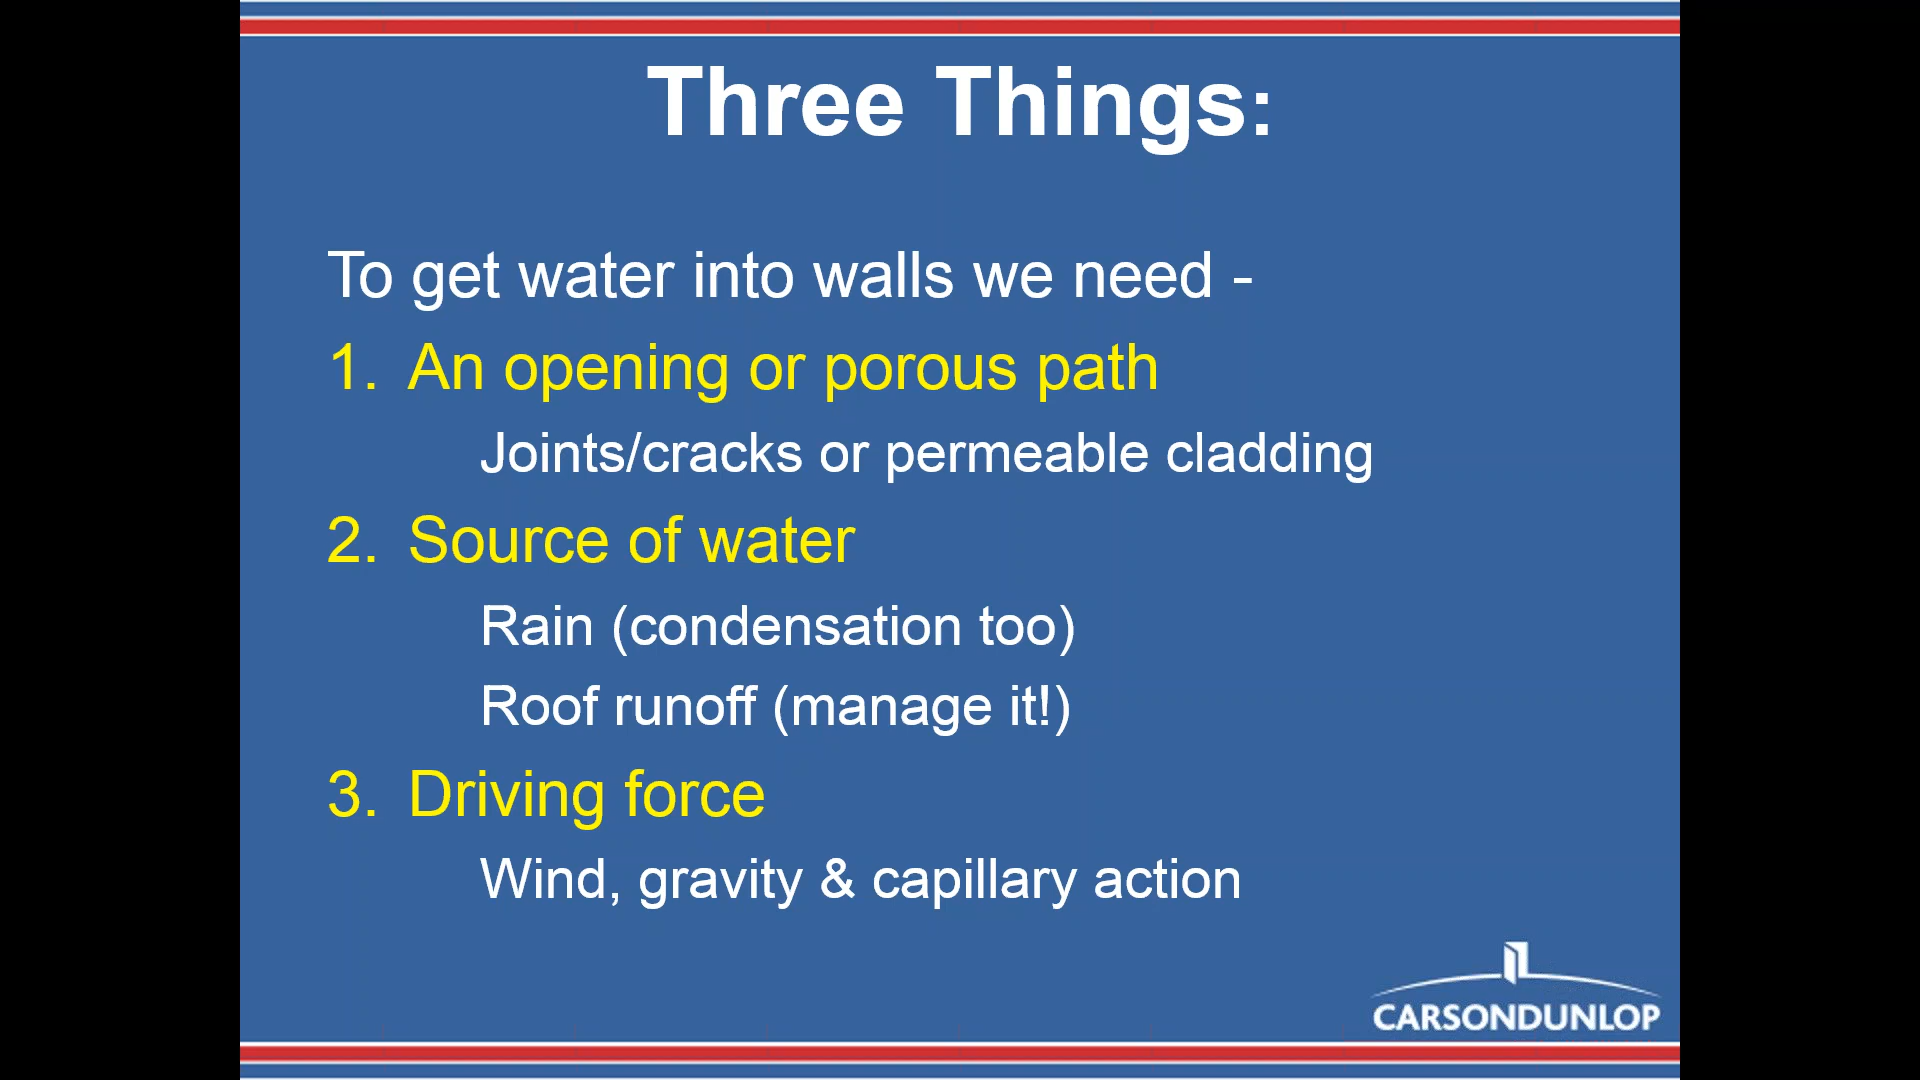 Three Things:
To get water into walls we need -
1. An opening or porous path
Joints/cracks or permeable cladding
2. Source of water
Rain (condensation too)
Roof runoff (manage it!)
3. Driving force
Wind, gravity & capillary action
CARSONDUNLOP